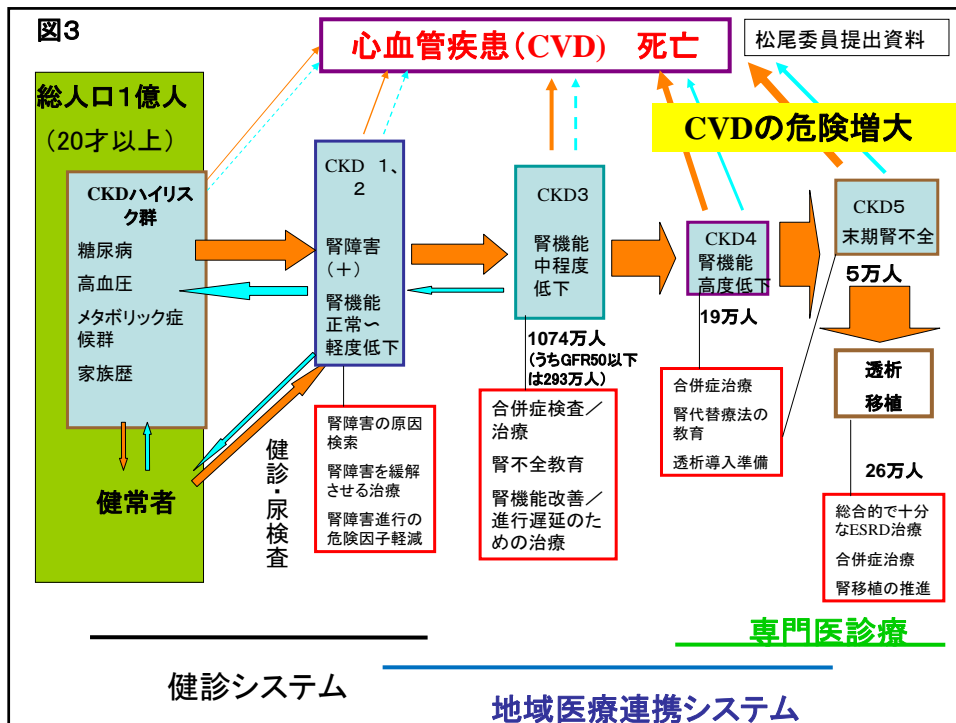 図3
心血管疾患(CVD) 死亡
松尾委員提出資料
総人口1億人
(20才以上)
CVDの危険増大
CKDハイリス
ク群
糖尿病
高血圧
メタボリック症
候群
家族歴
健常者
CKD 1、
2
腎障害
(+)
腎機能
正常~
軽度低下
CKD3
腎機能
中程度
低下
CKD4
腎機能
高度低下
CKD5
末期腎不全
5万人
19万人
1074万人
(うちGFR50以下
は293万人)
透析
移植
26万人
健診・尿検査
腎障害の原因
検索
腎障害を緩解
させる治療
腎障害進行の
危険因子軽減
合併症検査/
治療
腎不全教育
腎機能改善/
進行遅延のた
めの治療
合併症治療
腎代替療法の
教育
透析導入準備
総合的で十分
なESRD治療
合併症治療
腎移植の推進
専門医診療
健診システム
地域医療連携システム